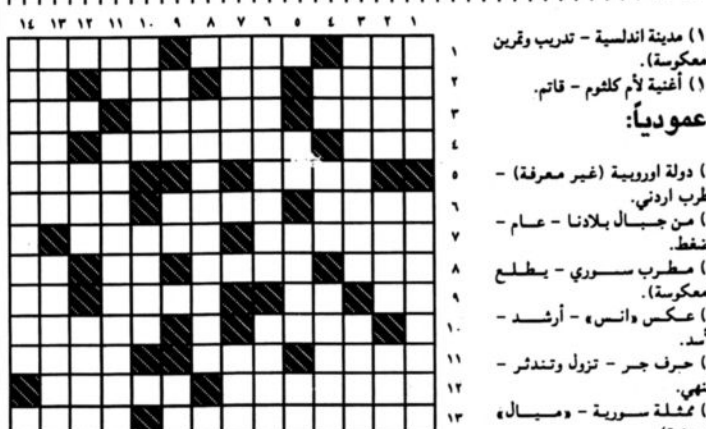 ١٤ ١٣ ١٢ ١١ ١٠ ٩ ٨ ٧ ٦ ٥ ٤ ٣ ٢ ١
١
٢
٣
٤
٥
٦
٧
٨
٩
١٠
١١
١٢
١٣
١) مدينة اندلسية - تدريب وتمرين
معكوسة).
١) أغنية لأم كلثوم - قاتم.
عمودياً:
) دولة اوروبية (غير معرفة) -
طرب اردني.
) من جبال بلادنا - عام -
ضغط.
) مطرب سوري - يطلع
معكوسة).
) عكس «انس» - أرشد -
أسد.
) حرف جر - تزول وتندثر -
نتهي.
) ممثلة سورية - «ميال»